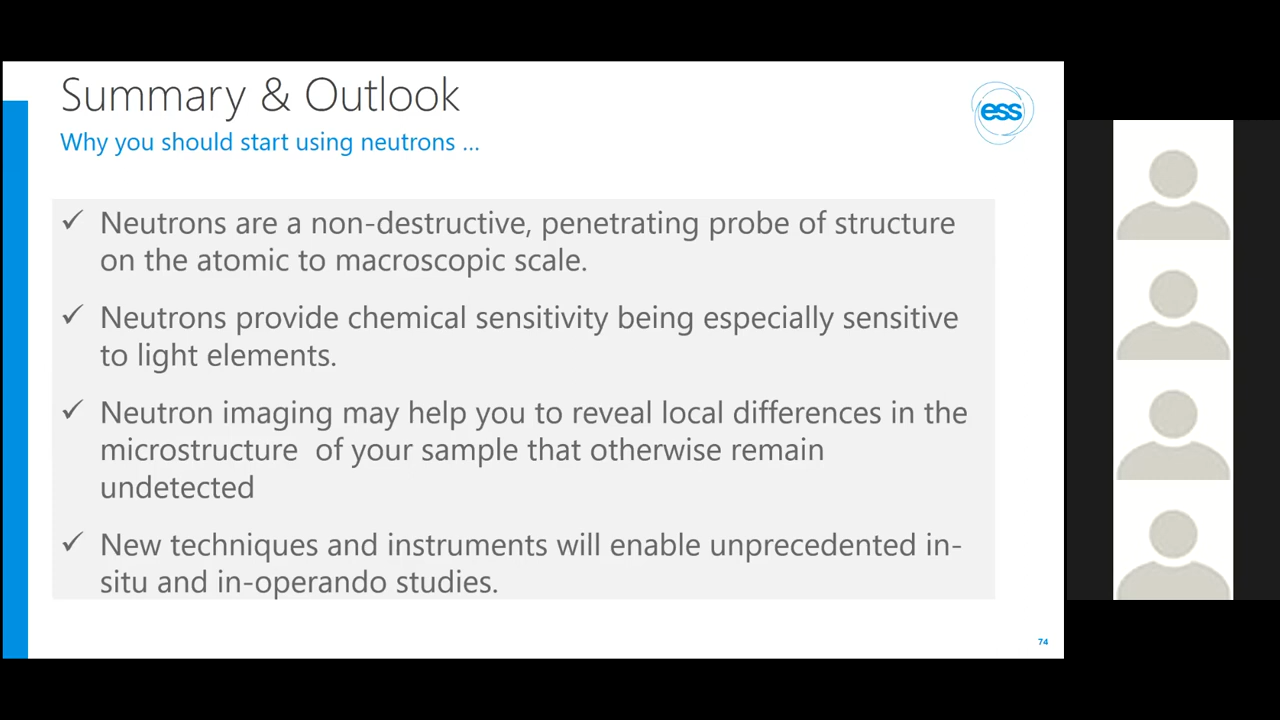 Summary & Outlook
ess
Why you should start using neutrons ...
✓ Neutrons are a non-destructive, penetrating probe of structure
on the atomic to macroscopic scale.
✓ Neutrons provide chemical sensitivity being especially sensitive
to light elements.
✓ Neutron imaging may help you to reveal local differences in the
microstructure  of your sample that otherwise remain
undetected
✓ New techniques and instruments will enable unprecedented in-
situ and in-operando studies.
74